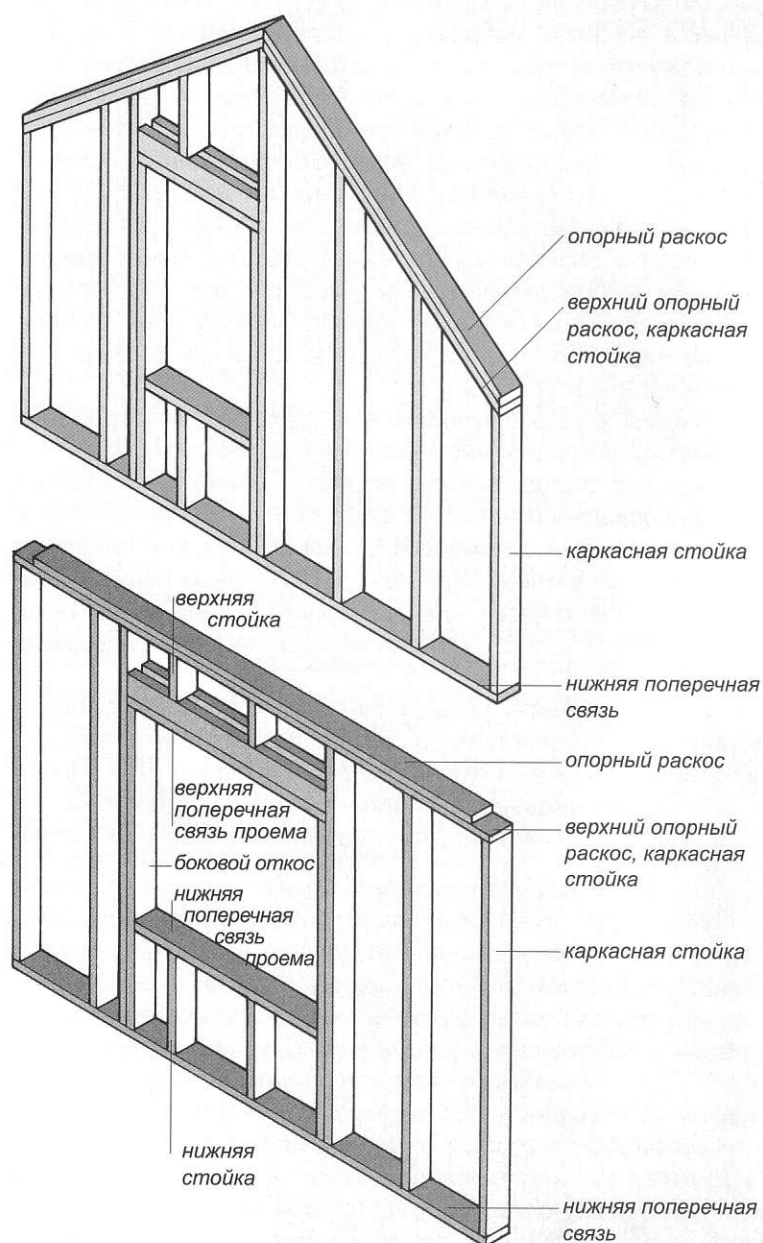 опорный раскос
верхний опорный
раскос, каркасная
стойка
каркасная стойка
нижняя поперечная
связь
верхняя
стойка
опорный раскос
верхняя
поперечная
связь проема
верхний опорный
раскос, каркасная
стойка
боковой откос
нижняя
поперечная
связь
проема
каркасная стойка
нижняя
стойка
нижняя поперечная
связь